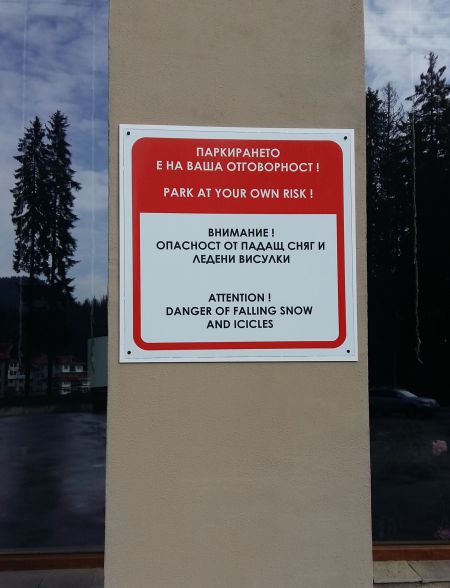 ПАРКИРАНЕТО
Е НА ВАША ОТГОВОРНОСТ !
PARK AT YOUR OWN RISK !
ВНИМАНИЕ !
ОПАСНОСТ ОТ ПАДАЩ СНЯГ И
ЛЕДЕНИ ВИСУЛКИ
ATTENTION !
DANGER OF FALLING SNOW
AND ICICLES